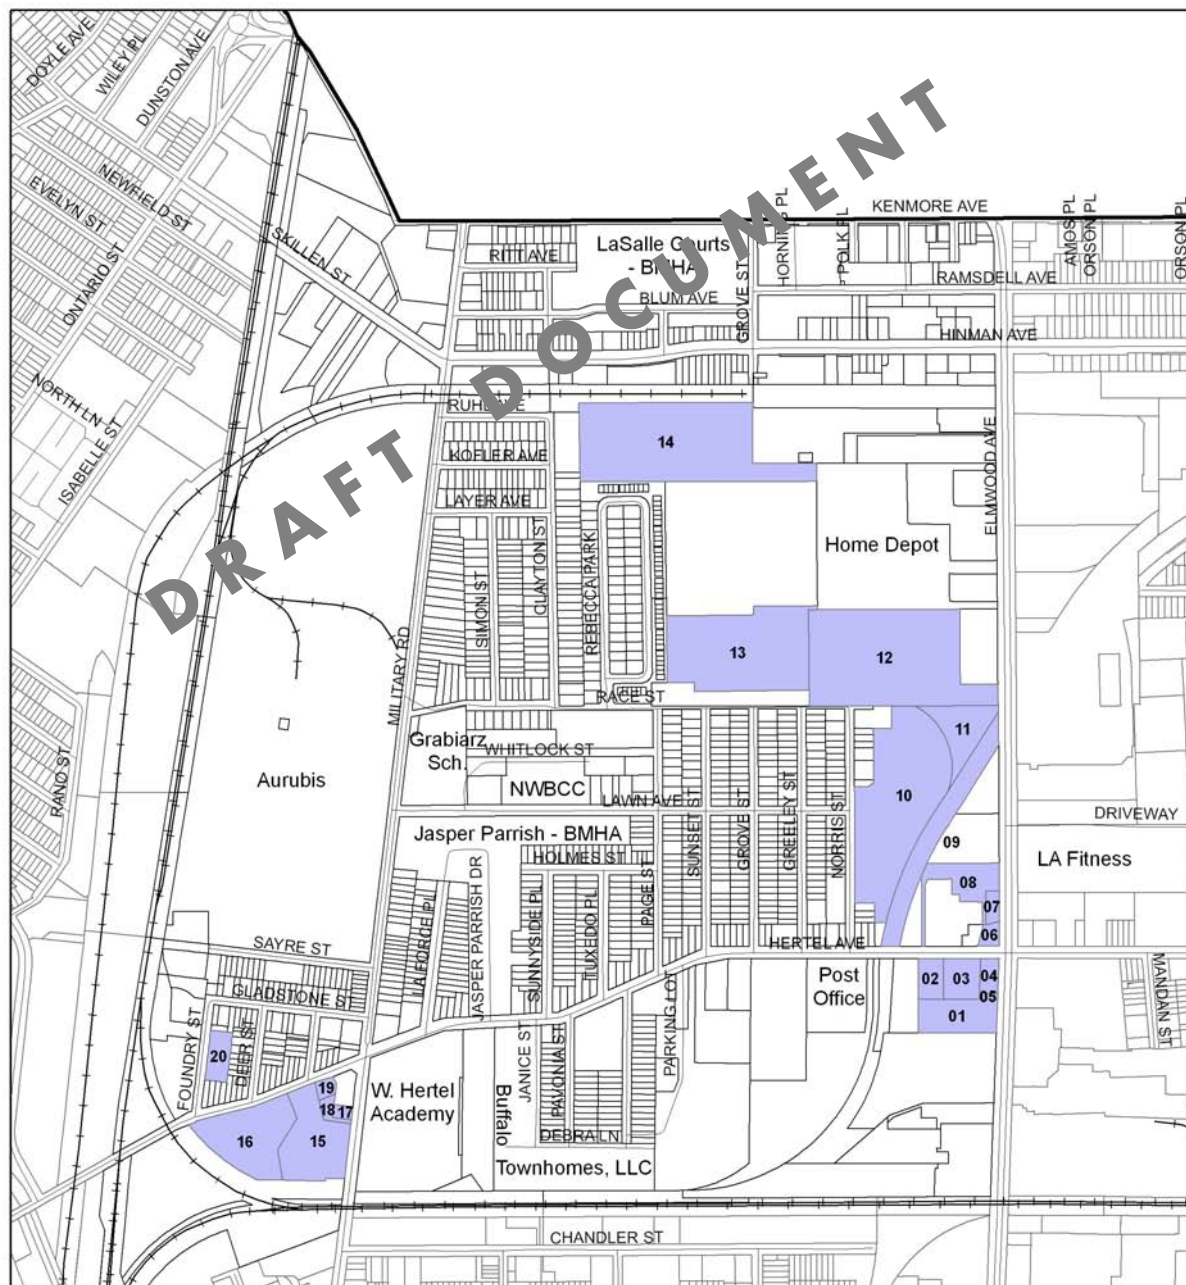 DOYLE AVE
WILEY PL
DUNSTON AVE
NEWFIELD ST
EVELYN ST
ONTARIO ST
SKILLEN ST
NORTH LN
ISABELLE ST
DRAFT DOCUMENT
KENMORE AVE
HORNING PL
POLK PL
AMOS PL
ORSON PL
ORSON PL
RITT AVE
LaSalle Courts
- BMHA
GROVE ST
RAMSDELL AVE
BLUM AVE
HINMAN AVE
RUHL AVE
KOFLER AVE
LAYER AVE
14
ELMWOOD AVE
Home Depot
SIMON ST
CLAYTON ST
REBECCA PARK
MILITARY RD
13
12
RACE ST
11
Grabiarz
Sch.
WHITLOCK ST
NWBCC
Aurubis
RANO ST
LAWN AVE
10
DRIVEWAY
Jasper Parrish - BMHA
HOLMES ST
SUNSET ST
GROVE ST
GREELEY ST
NORRIS ST
09
LA Fitness
08
07
06
LAFORCE PL
JASPER PARRISH DR
SUNNYSIDE PL
TUXEDO PL
PAGE ST
HERTEL AVE
SAYRE ST
GLADSTONE ST
Post
Office
02
03
04
05
01
MANDAN ST
FOUNDRY ST
20
DEER ST
PARKING LOT
JANICE ST
PAVONIA ST
W. Hertel
Academy
Buffalo
19
18
17
16
15
DEBRA LN
Townhomes, LLC
CHANDLER ST